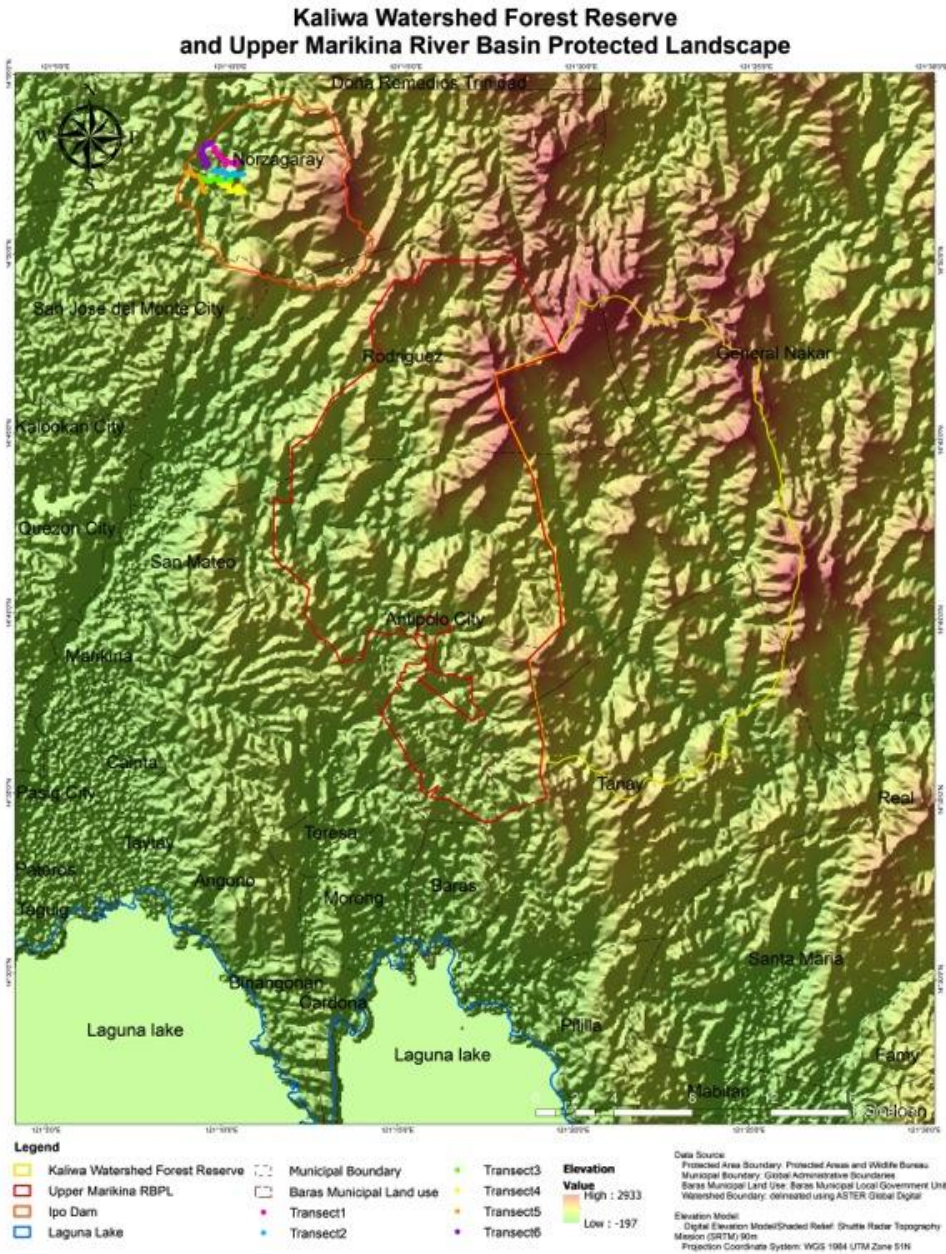 Kaliwa Watershed Forest Reserve
and Upper Marikina River Basin Protected Landscape
Doña Remedios Trinidad
N
W
E
S
Norzagaray
San Jose del Monte City
Rodriguez
General Nakar
Kalookan City
Quezon City
San Mateo
Antipolo City
Marikina
Cainta
Pasig City
Tanay
Real
Teresa
Taytay
Pateros
Angono
Baras
Morong
Taguig
Santa Maria
Binangonan
Cardona
Laguna lake
Laguna lake
Pililla
Famy
Mabitac
Siniloan
Legend
Kaliwa Watershed Forest Reserve
Upper Marikina RBPL
Ipo Dam
Laguna Lake
Municipal Boundary
Baras Municipal Land use
Transect1
Transect2
Transect3
Transect4
Transect5
Transect6
Elevation
Value
High : 2933
Low : -197
Data Source
Protected Area Boundary: Protected Areas and Wildlife Bureau
Municipal Boundary: Global Administrative Boundaries
Baras Municipal Land Use: Baras Municipal Local Government Unit
Watershed Boundary: delineated using ASTER Global Digital
Elevation Model
Digital Elevation Model/Shaded Relief: Shuttle Radar Topography
Mission (SRTM) 90m
Projection Coordinate System: WGS 1984 UTM Zone 51N